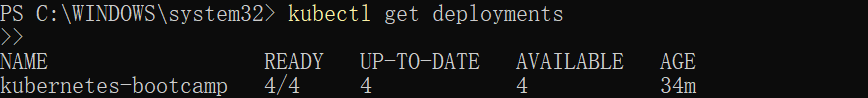 PS C:\WINDOWS\system32> kubectl get deployments
>>
NAME READY UP-TO-DATE AVAILABLE AGE
kubernetes-bootcamp 4/4 4 4 34m